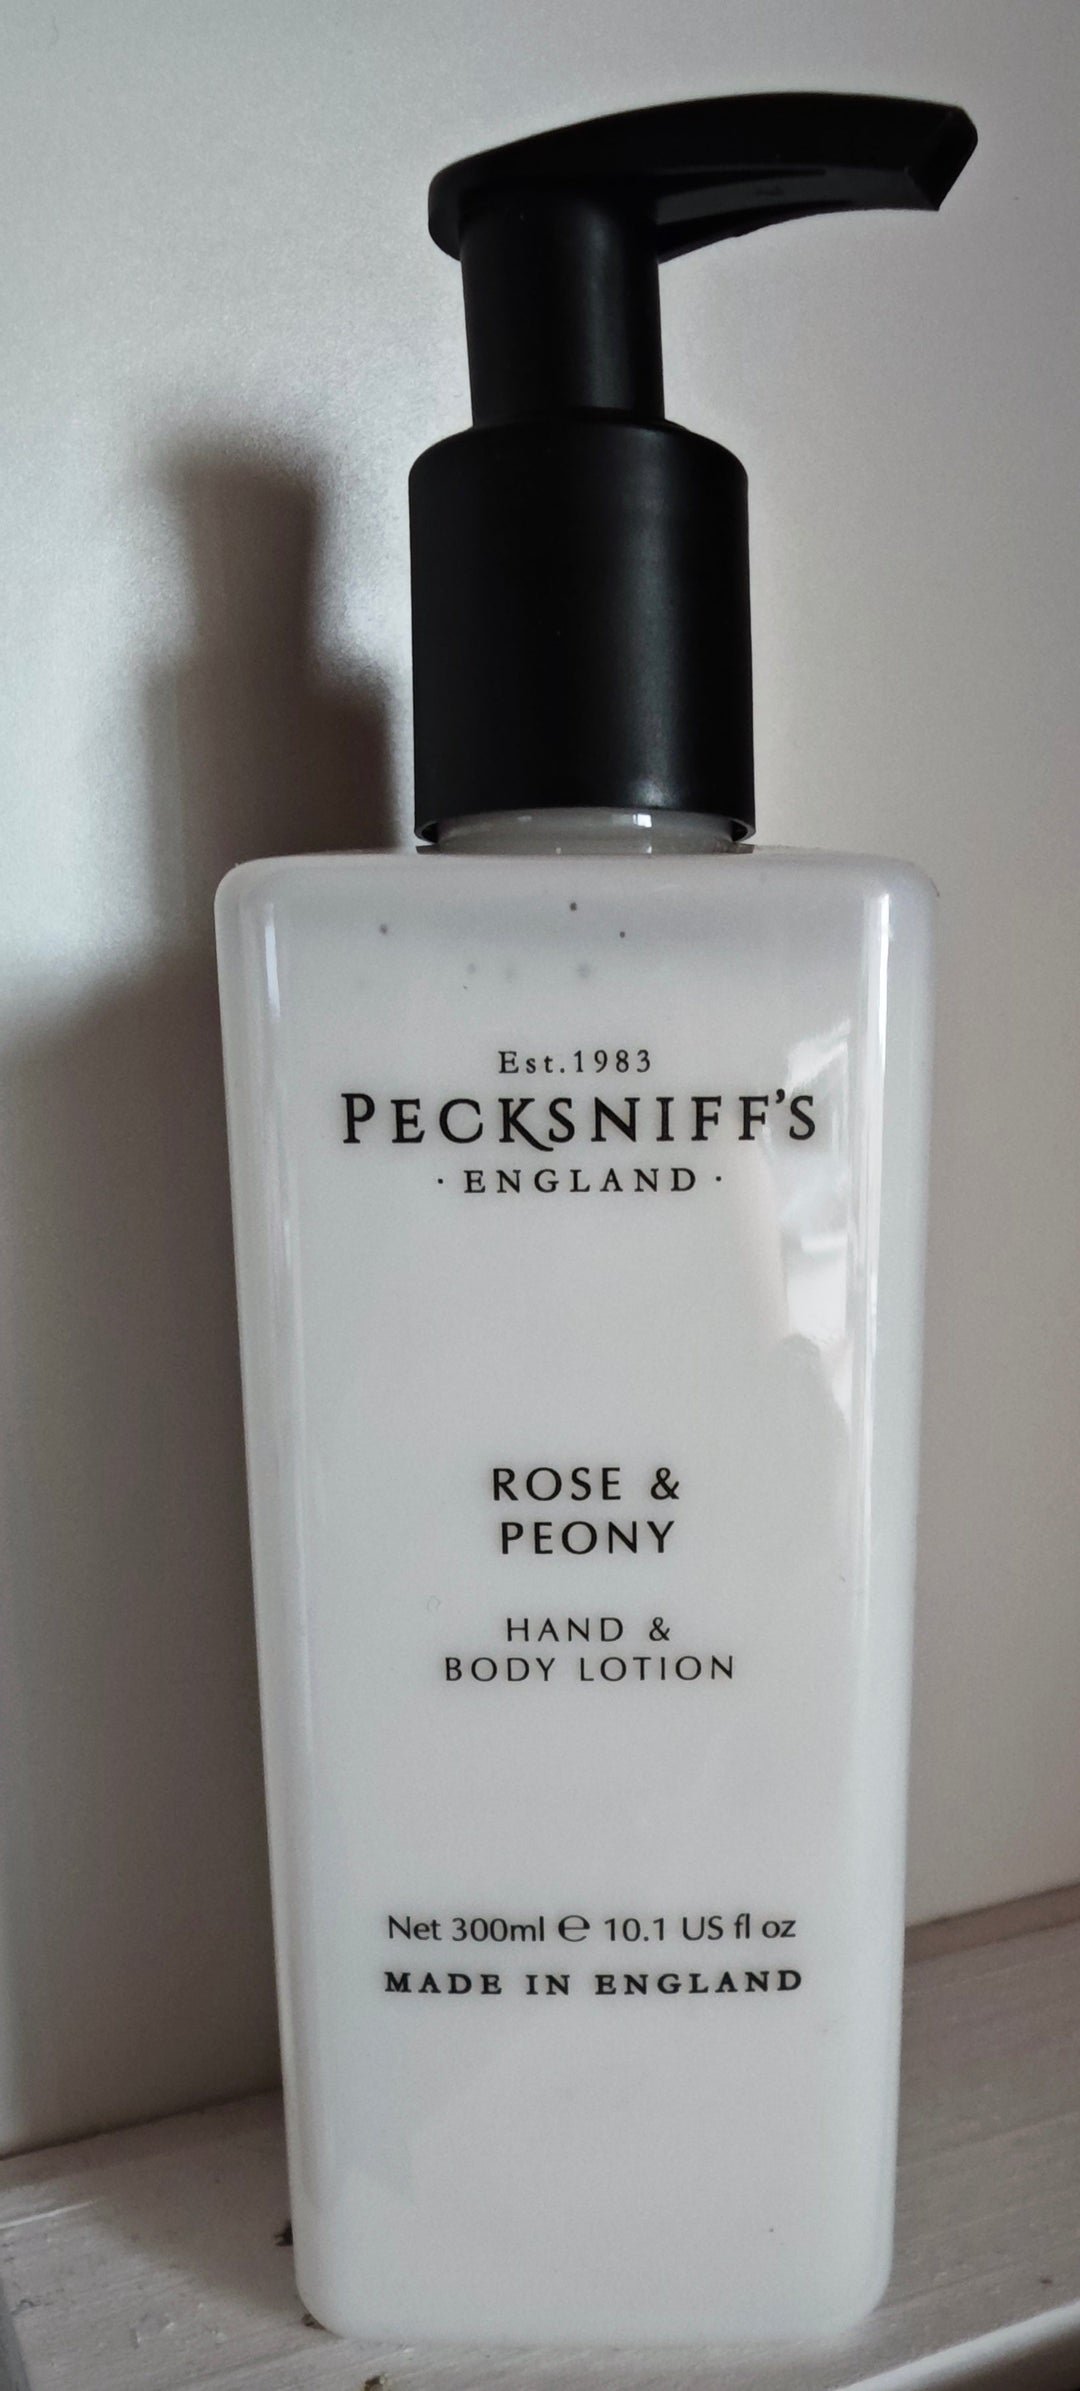 Est.1983
PECKSNIFF'S
· ENGLAND ·
ROSE &
PEONY
HAND &
BODY LOTION
Net 300ml ℮ 10.1 US fl oz
MADE IN ENGLAND